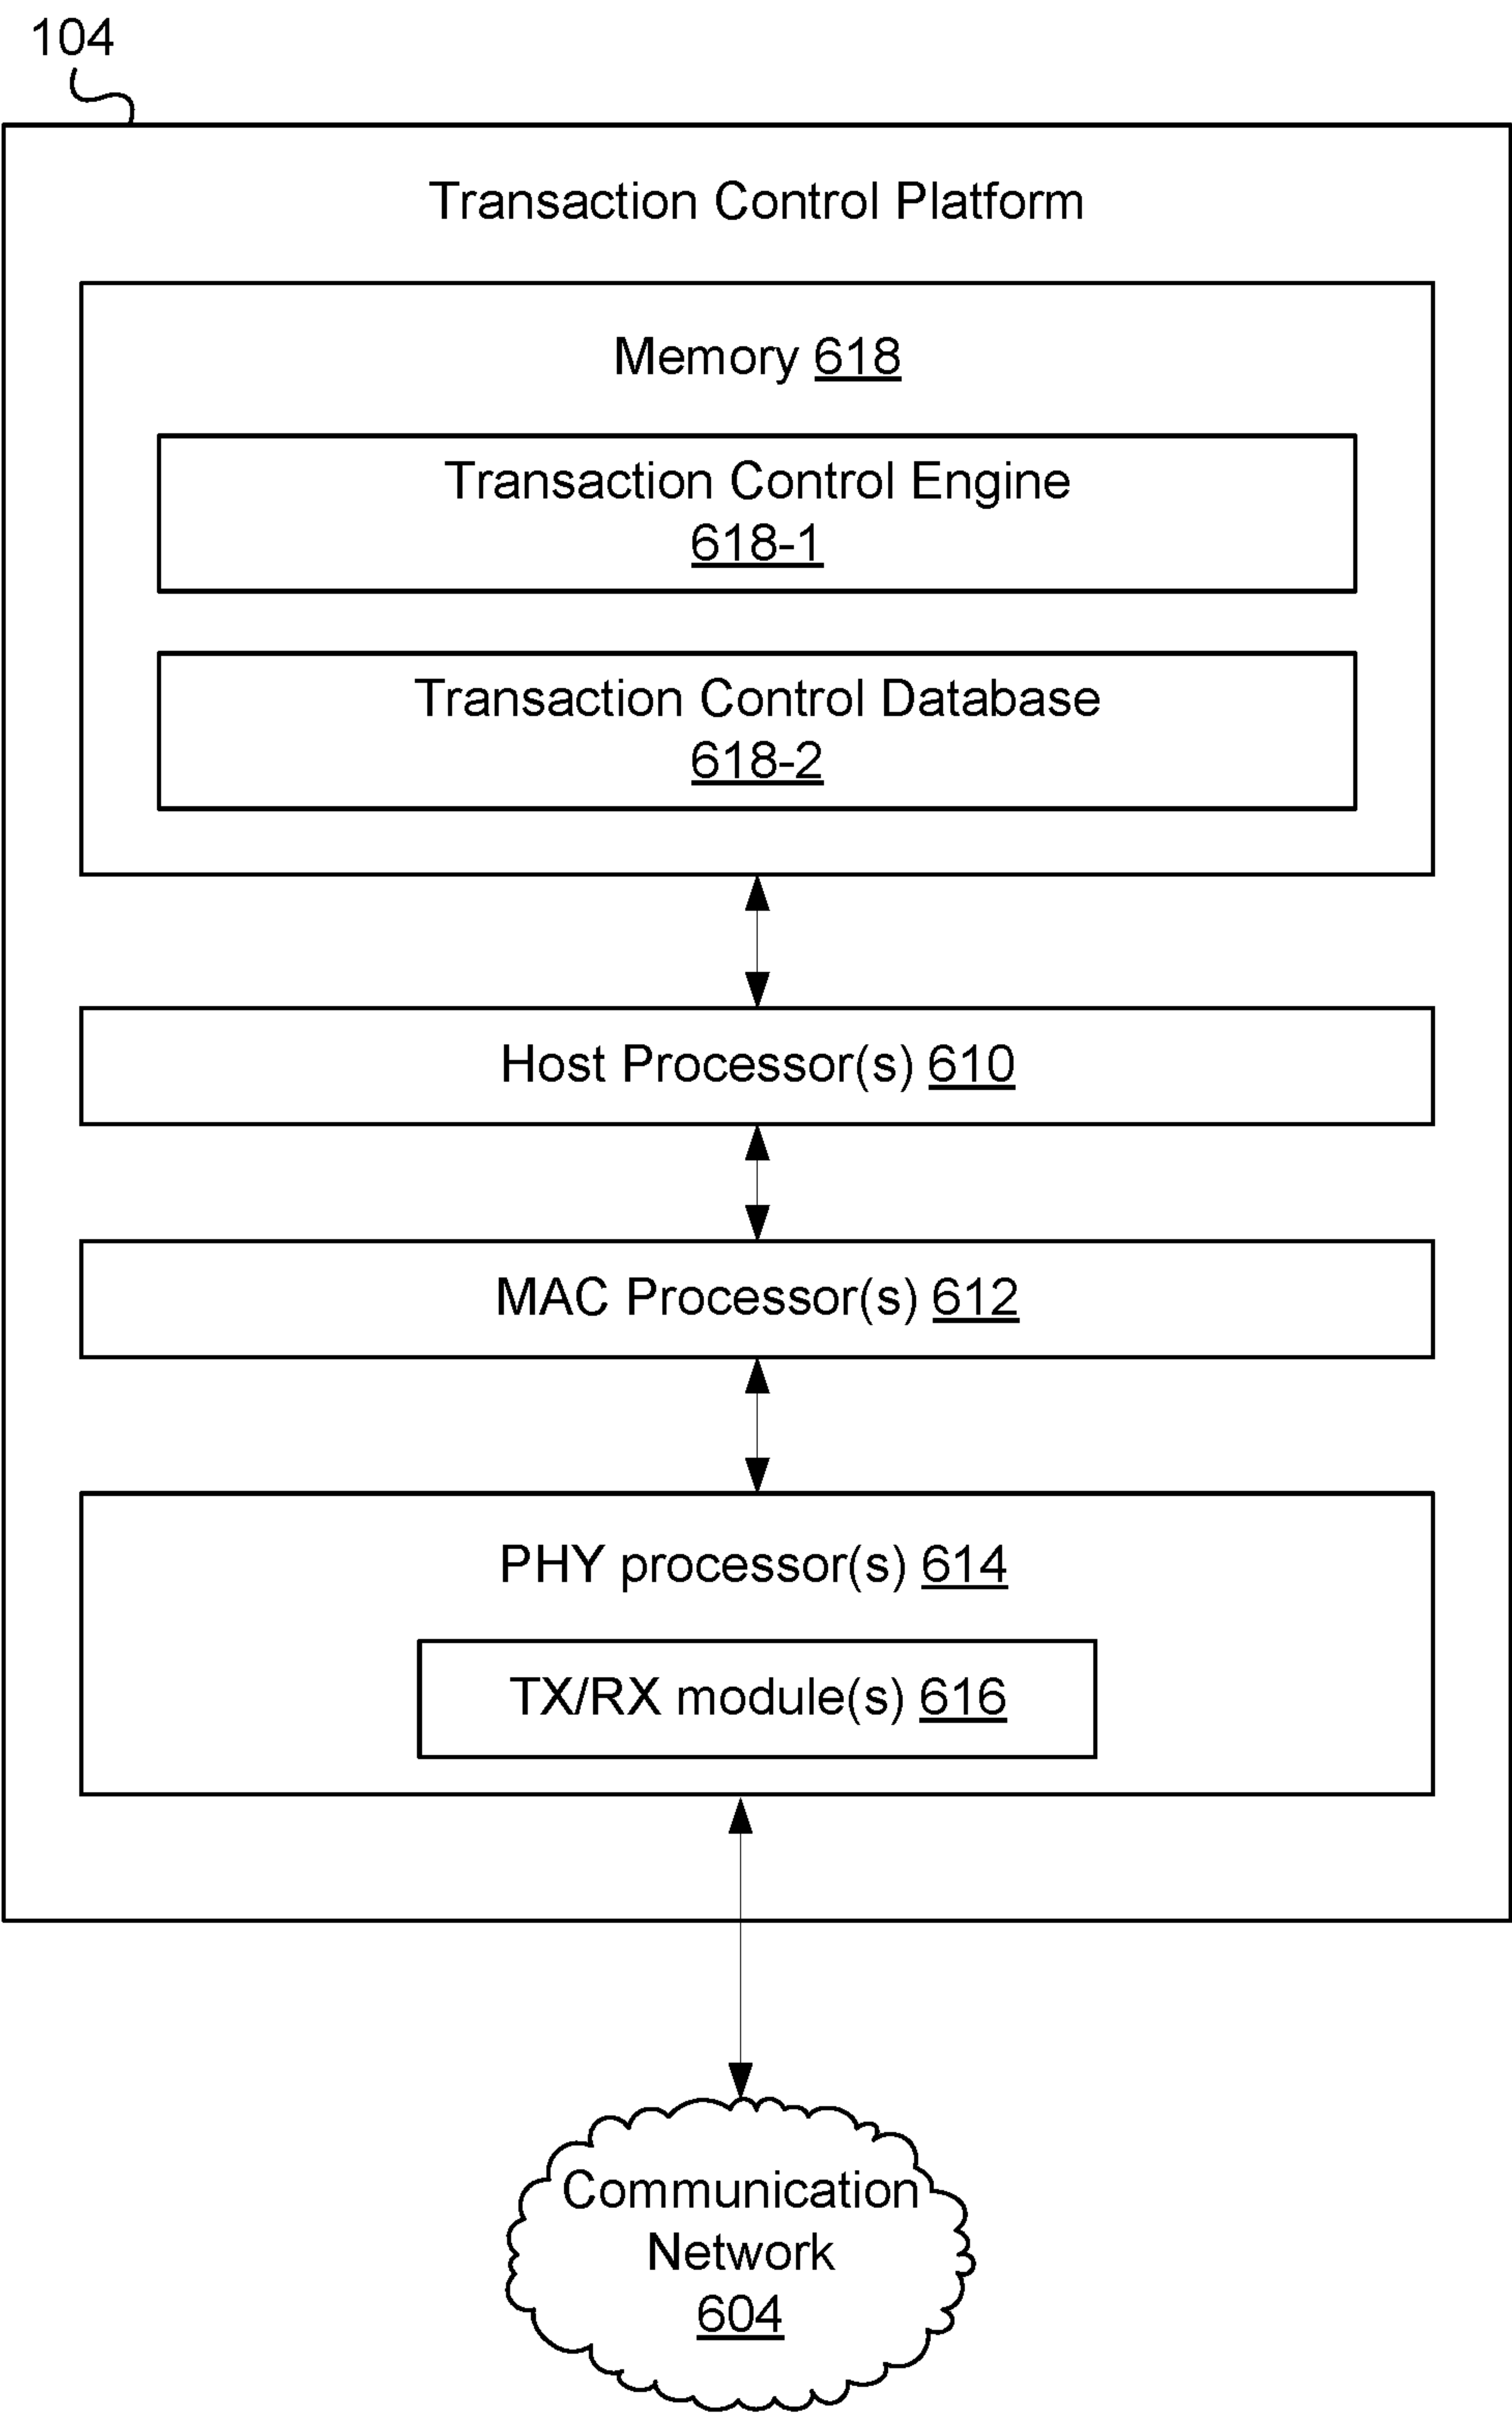 104
Transaction Control Platform
Memory 618
Transaction Control Engine
618-1
Transaction Control Database
618-2
Host Processor(s) 610
MAC Processor(s) 612
PHY processor(s) 614
TX/RX module(s) 616
Communication
Network
604